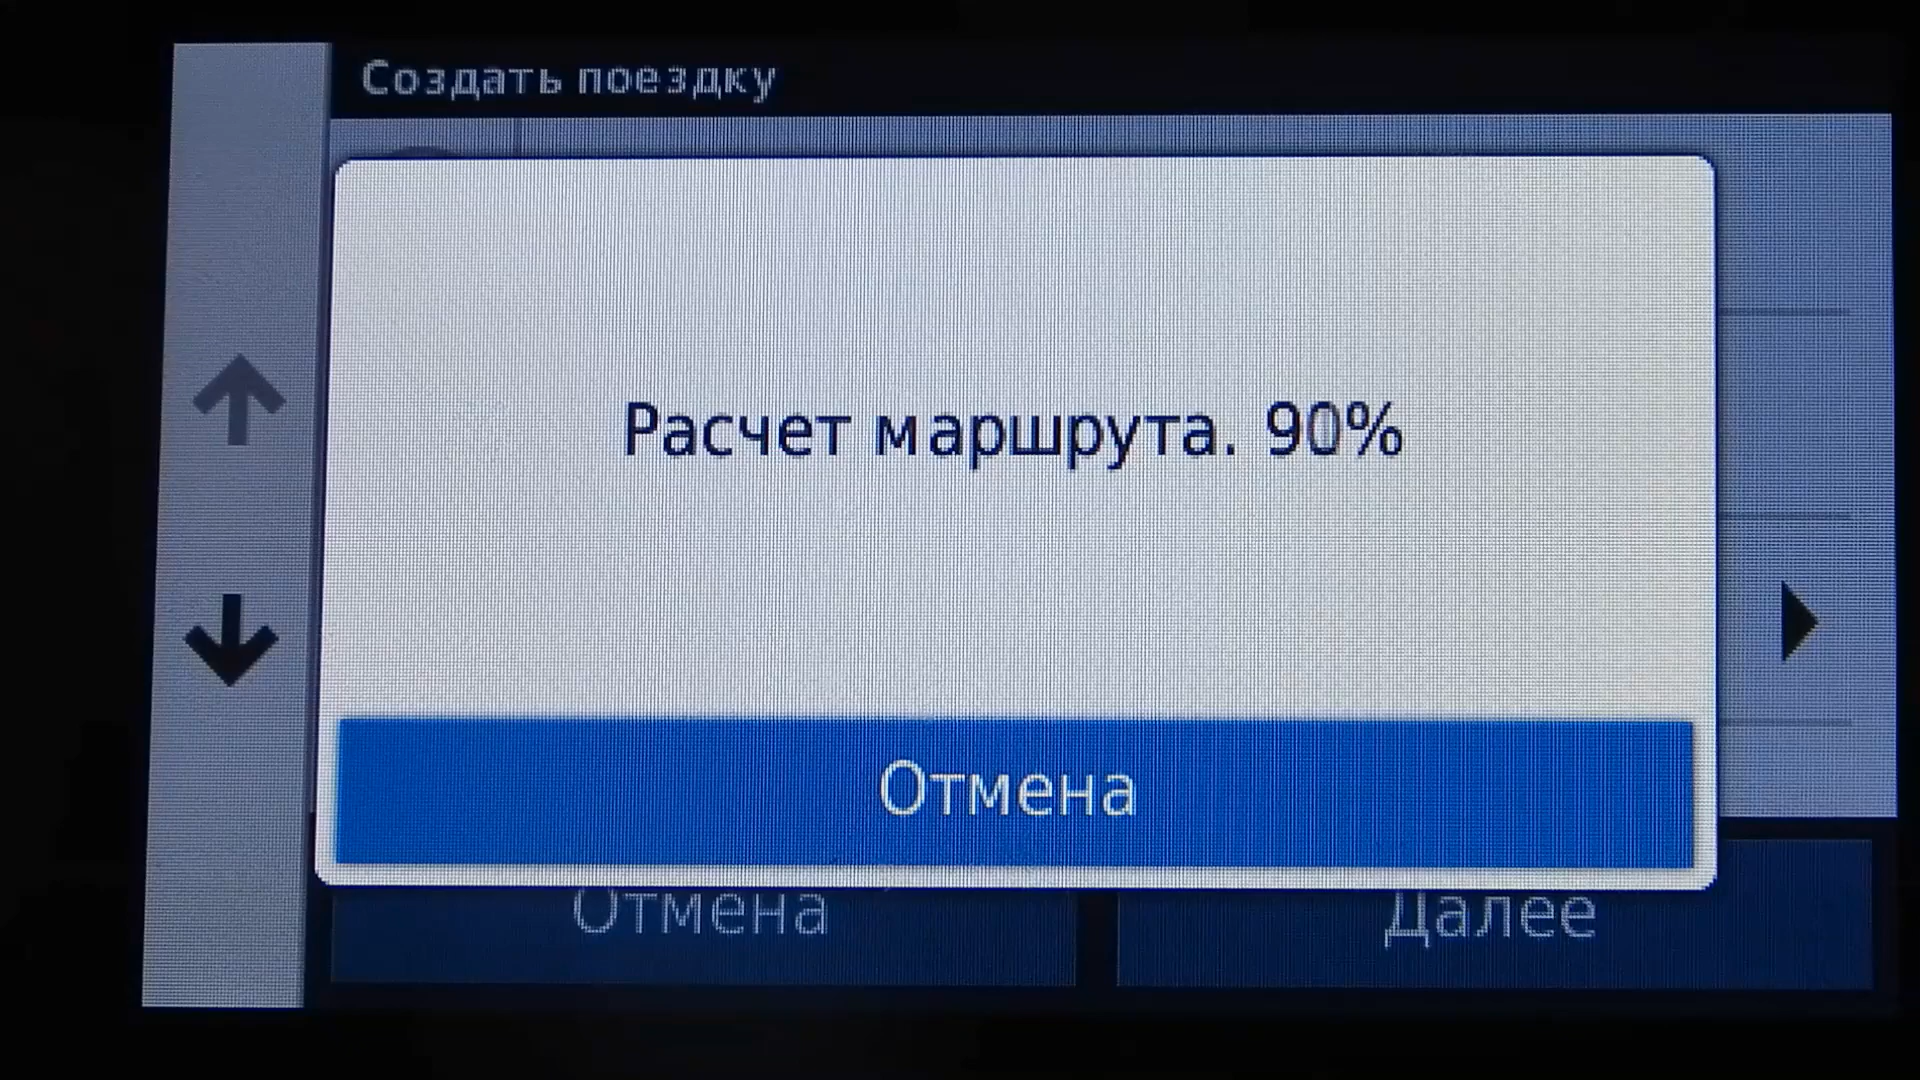 Создать поездку
Расчет маршрута. 90%
Отмена
Отмена
Далее